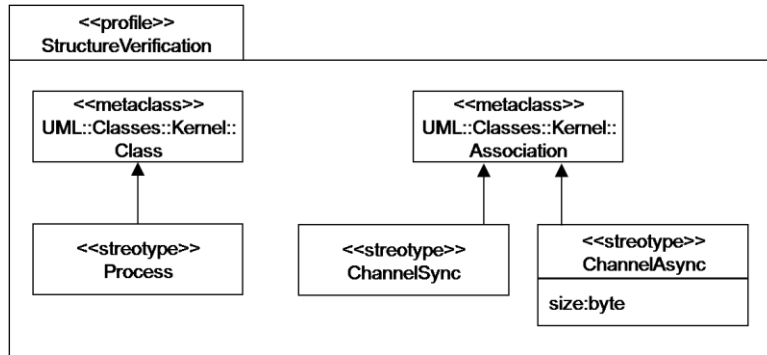 <<profile>>
StructureVerification
<<metaclass>>
UML::Classes::Kernel::
Class
<<metaclass>>
UML::Classes::Kernel::
Association
<<streotype>>
Process
<<streotype>>
ChannelSync
<<streotype>>
ChannelAsync
size:byte